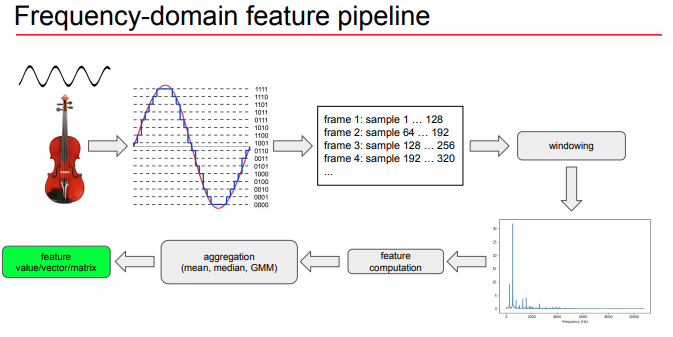 Frequency-domain feature pipeline
1111
1110
1101
1011
0111
1010
1100
1001
0110
0011
0101
1000
0100
0010
0001
0000
frame 1: sample 1 … 128
frame 2: sample 64 … 192
frame 3: sample 128 … 256
frame 4: sample 192 … 320
...
windowing
30
25
20
15
10
5
0
0 2000 4000 6000 8000 10000
Frequency (Hz)
feature
computation
aggregation
(mean, median, GMM)
feature
value/vector/matrix